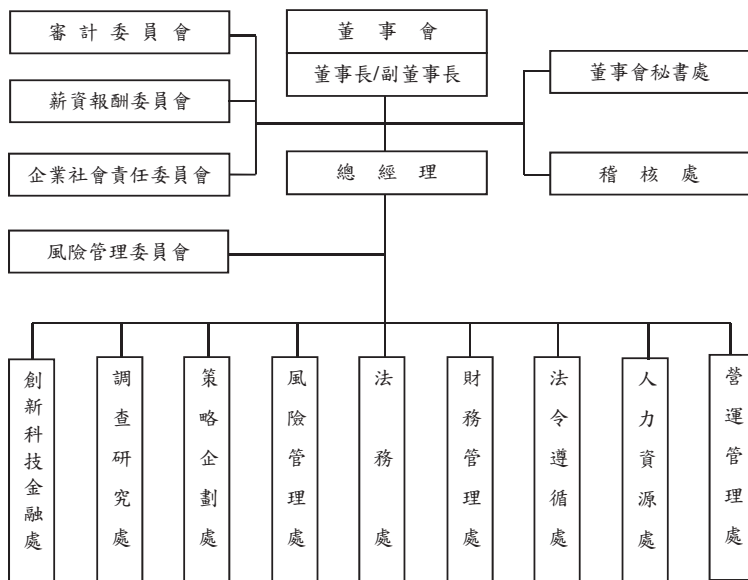 審計委員會
董事會
董事長/副董事長
董事會秘書處
薪資報酬委員會
企業社會責任委員會
總經理
稽核處
風險管理委員會
創新科技金融處
調查研究處
策略企劃處
風險管理處
法務處
財務管理處
法令遵循處
人力資源處
營運管理處